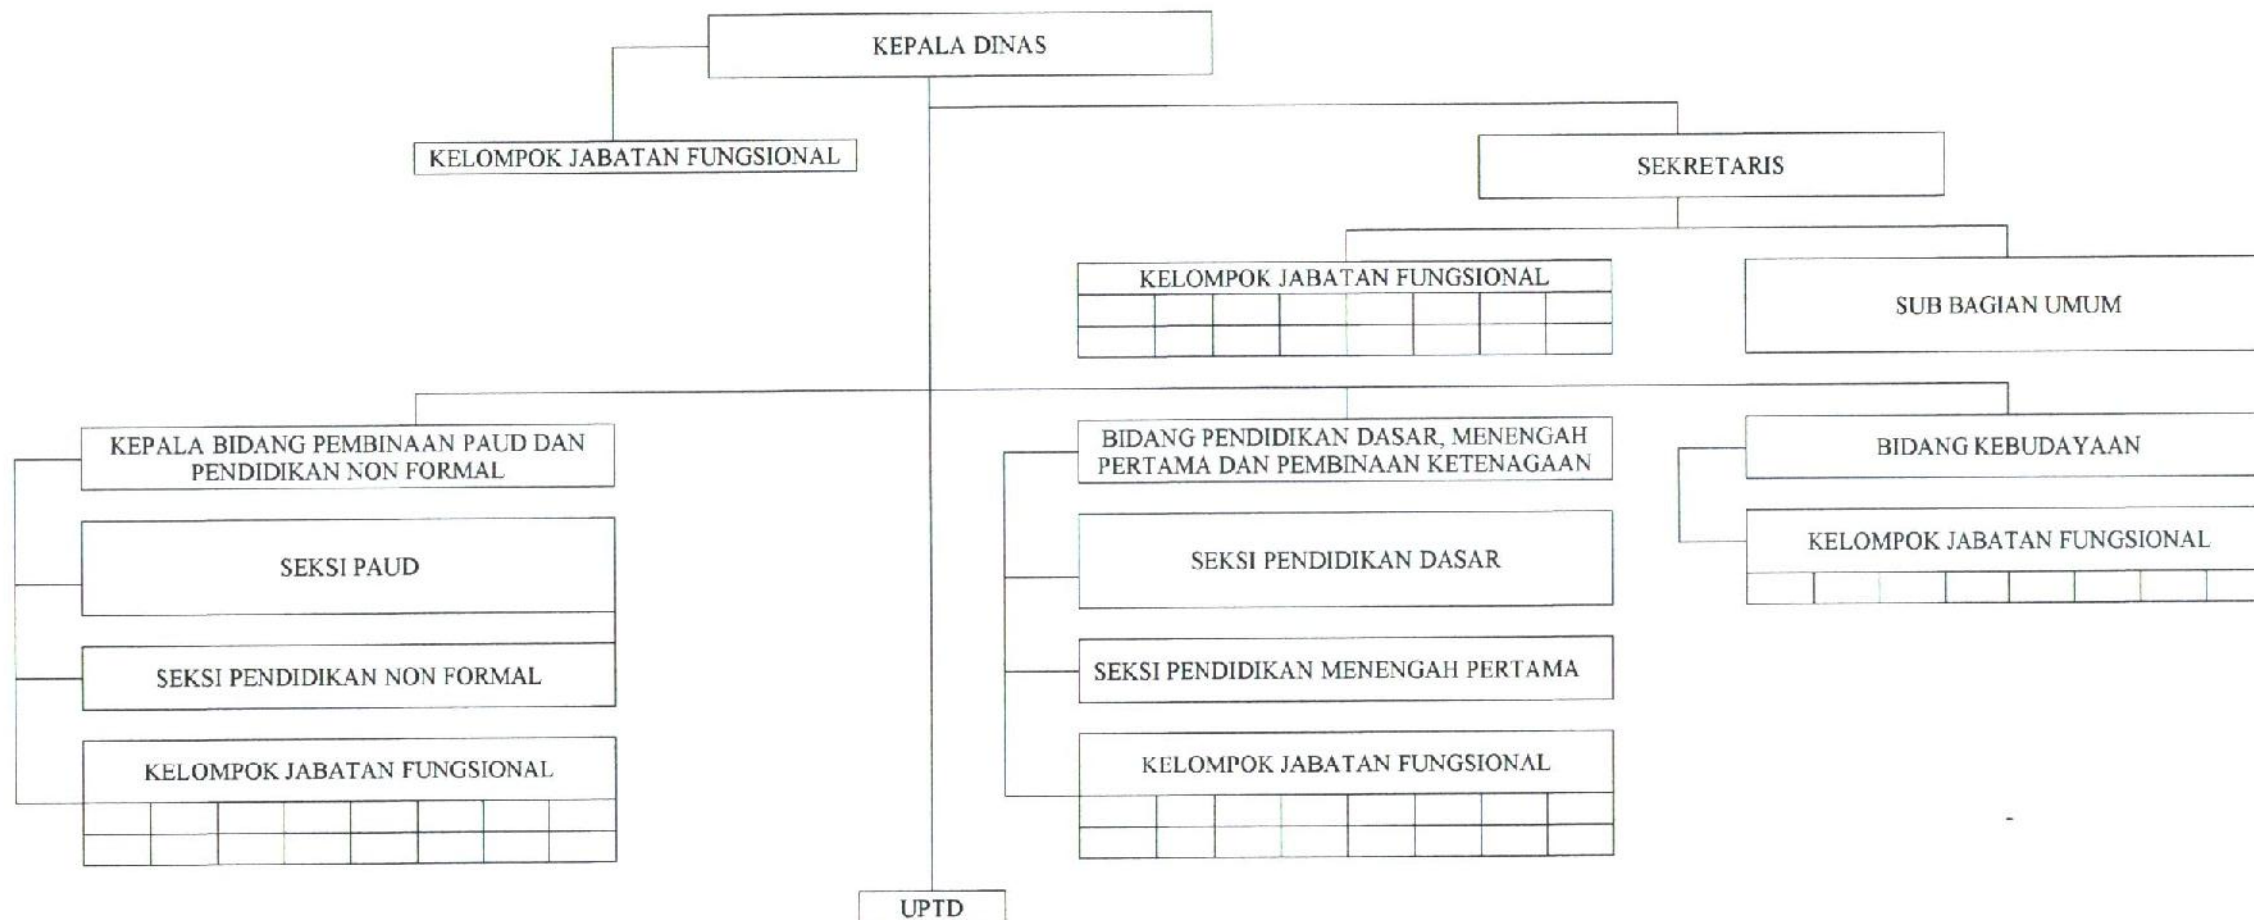 KEPALA DINAS
KELOMPOK JABATAN FUNGSIONAL
SEKRETARIS
KELOMPOK JABATAN FUNGSIONAL
SUB BAGIAN UMUM
KEPALA BIDANG PEMBINAAN PAUD DAN
PENDIDIKAN NON FORMAL
SEKSI PAUD
SEKSI PENDIDIKAN NON FORMAL
KELOMPOK JABATAN FUNGSIONAL
BIDANG PENDIDIKAN DASAR, MENENGAH
PERTAMA DAN PEMBINAAN KETENAGAAN
SEKSI PENDIDIKAN DASAR
SEKSI PENDIDIKAN MENENGAH PERTAMA
KELOMPOK JABATAN FUNGSIONAL
BIDANG KEBUDAYAAN
KELOMPOK JABATAN FUNGSIONAL
UPTD